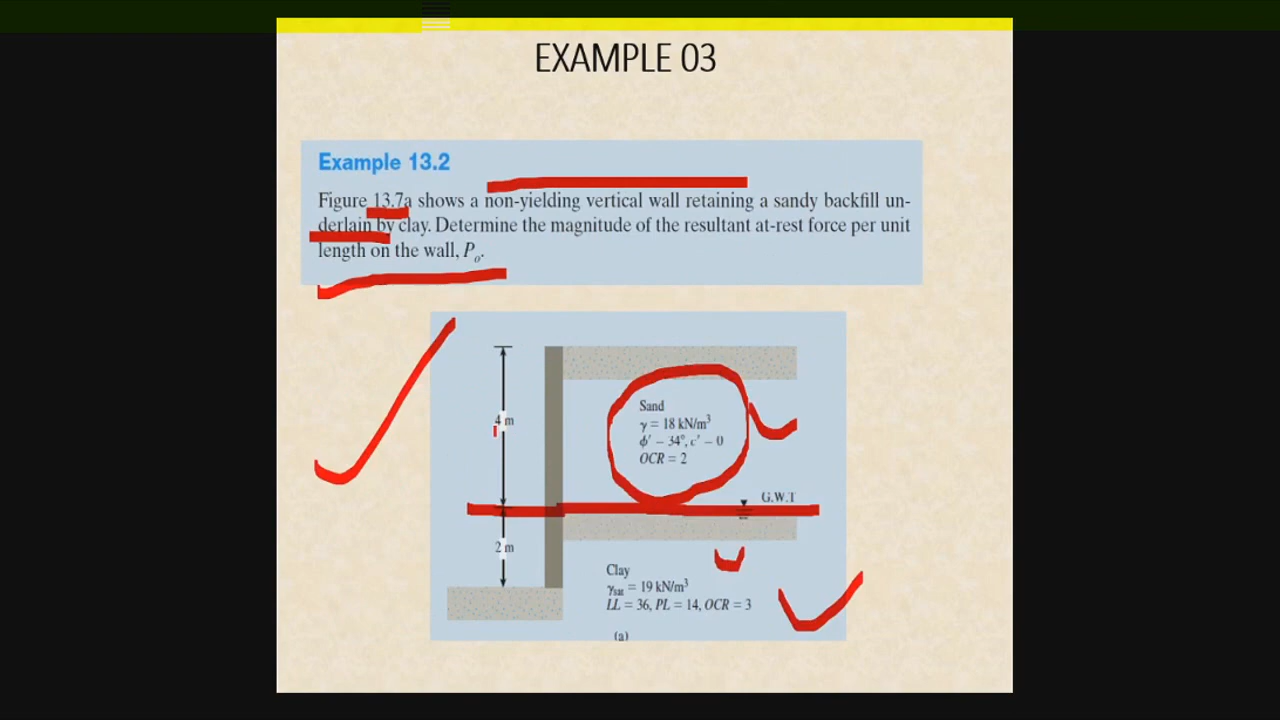 EXAMPLE 03
Example 13.2
Figure 13.7a shows a non-yielding vertical wall retaining a sandy backfill un-
derlain by clay. Determine the magnitude of the resultant at-rest force per unit
length on the wall, Pₒ.
Sand
4 m
γ = 18 kN/m³
ϕ′ – 34°, c′ – 0
OCR = 2
G.W.T
2 m
Clay
γsat = 19 kN/m³
LL = 36, PL = 14, OCR = 3
(a)